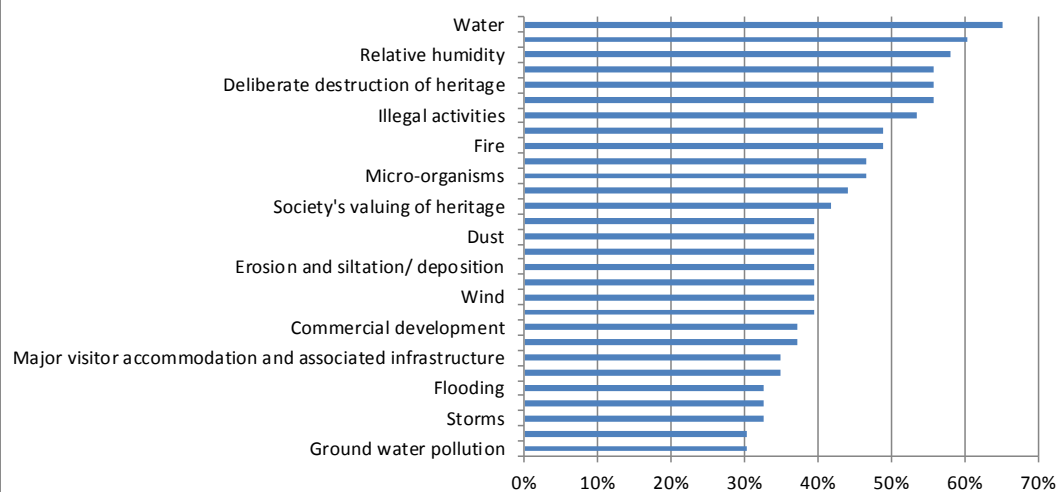 Water
Relative humidity
Deliberate destruction of heritage
Illegal activities
Fire
Micro-organisms
Society's valuing of heritage
Dust
Erosion and siltation/ deposition
Wind
Commercial development
Major visitor accommodation and associated infrastructure
Flooding
Storms
Ground water pollution
0% 10% 20% 30% 40% 50% 60% 70%